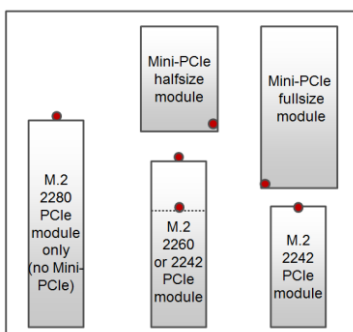 Mini-PCIe
halfsize
module
Mini-PCIe
fullsize
module
M.2
2280
PCIe
module
only
(no Mini-
PCIe)
M.2
2260
or 2242
PCIe
module
M.2
2242
PCIe
module